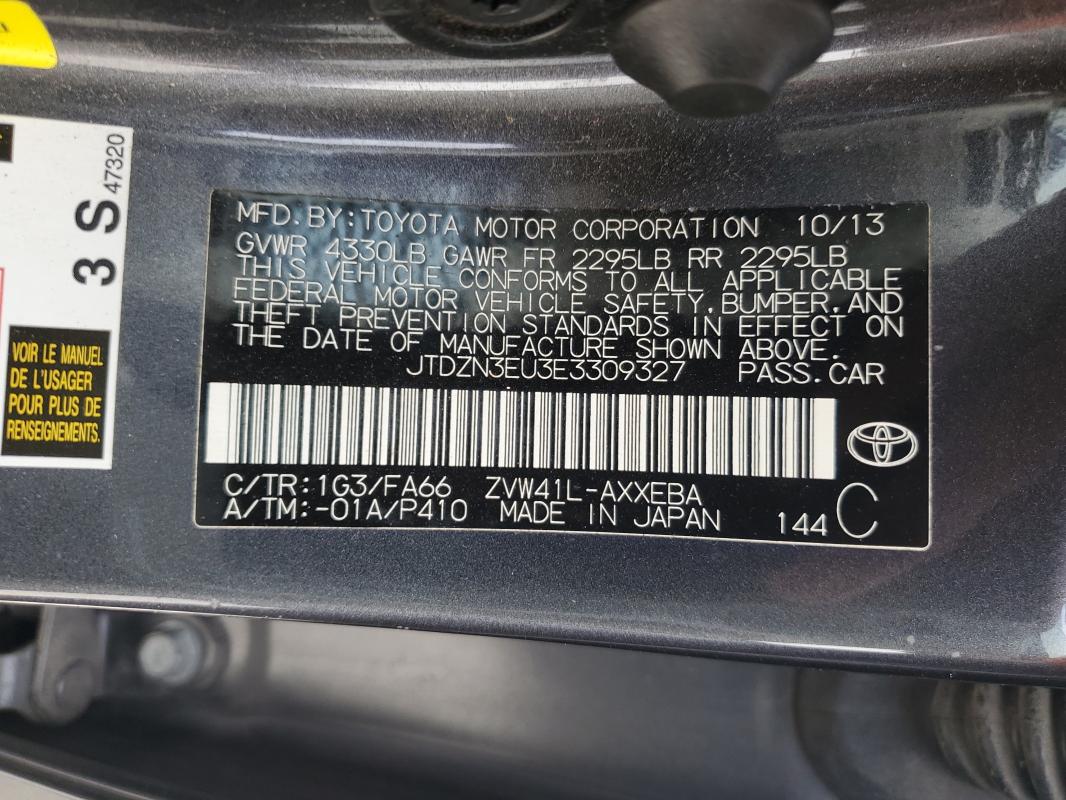 3 S 47320
VOIR LE MANUEL
DE L'USAGER
POUR PLUS DE
RENSEIGNEMENTS.
MFD.BY:TOYOTA MOTOR CORPORATION 10/13
GVWR 4330LB GAWR FR 2295LB RR 2295LB
THIS VEHICLE CONFORMS TO ALL APPLICABLE
FEDERAL MOTOR VEHICLE SAFETY,BUMPER,AND
THEFT PREVENTION STANDARDS IN EFFECT ON
THE DATE OF MANUFACTURE SHOWN ABOVE.
JTDZN3EU3E3309327 PASS.CAR
C/TR:1G3/FA66 ZVW41L-AXXEBA
A/TM:-01A/P410 MADE IN JAPAN 144 C